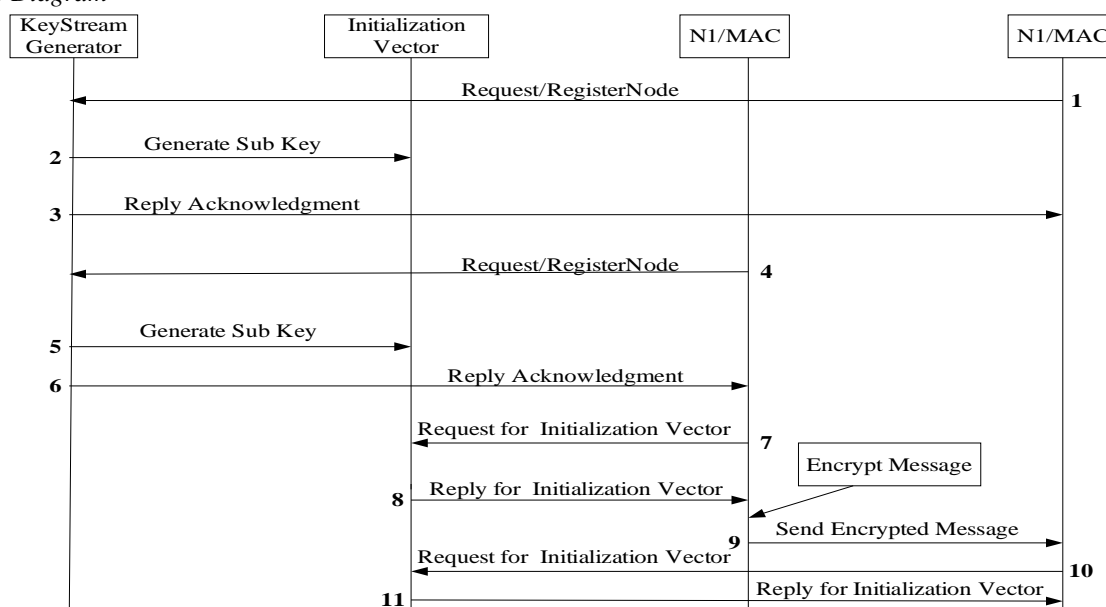 Diagram
KeyStream
Generator
Initialization
Vector
N1/MAC
N1/MAC
Request/RegisterNode
1
2
Generate Sub Key
3
Reply Acknowledgment
Request/RegisterNode
4
5
Generate Sub Key
6
Reply Acknowledgment
Request for Initialization Vector
7
Encrypt Message
8
Reply for Initialization Vector
9
Send Encrypted Message
Request for Initialization Vector
10
11
Reply for Initialization Vector